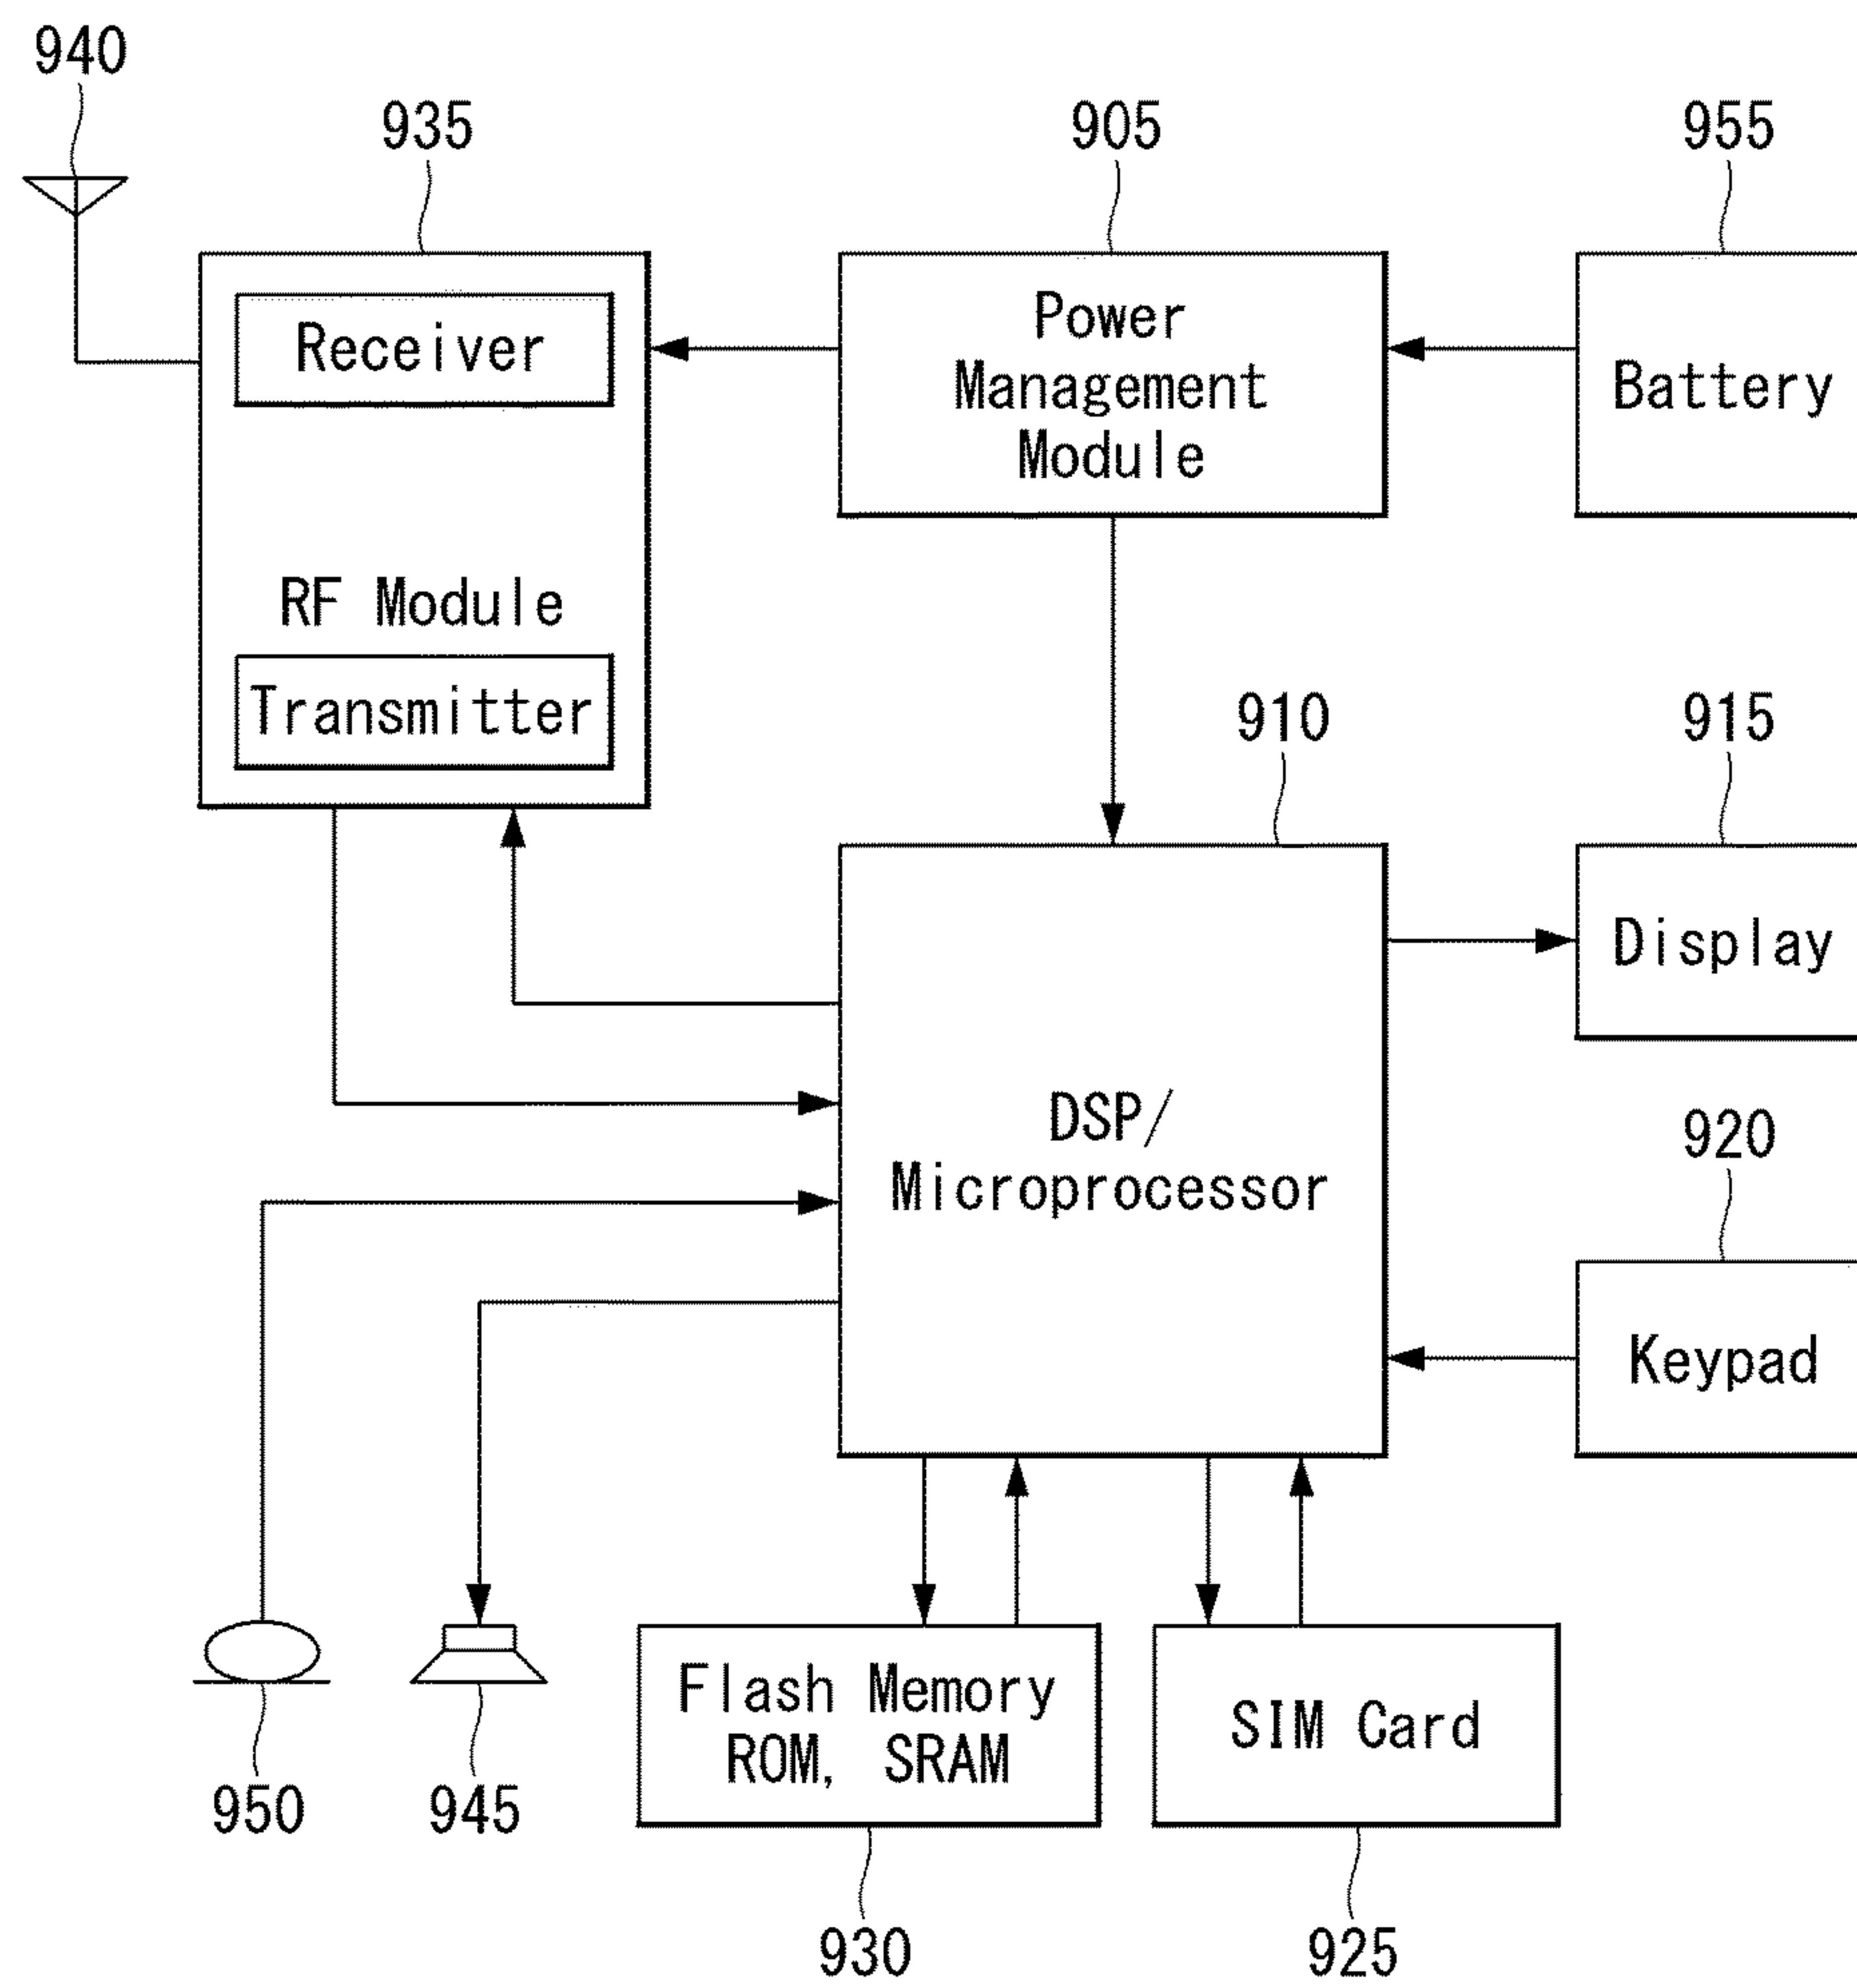 940
935
905
955
Receiver
RF Module
Transmitter
Power
Management
Module
Battery
910
915
DSP/
Microprocessor
Display
920
Keypad
950
945
Flash Memory
ROM, SRAM
SIM Card
930
925